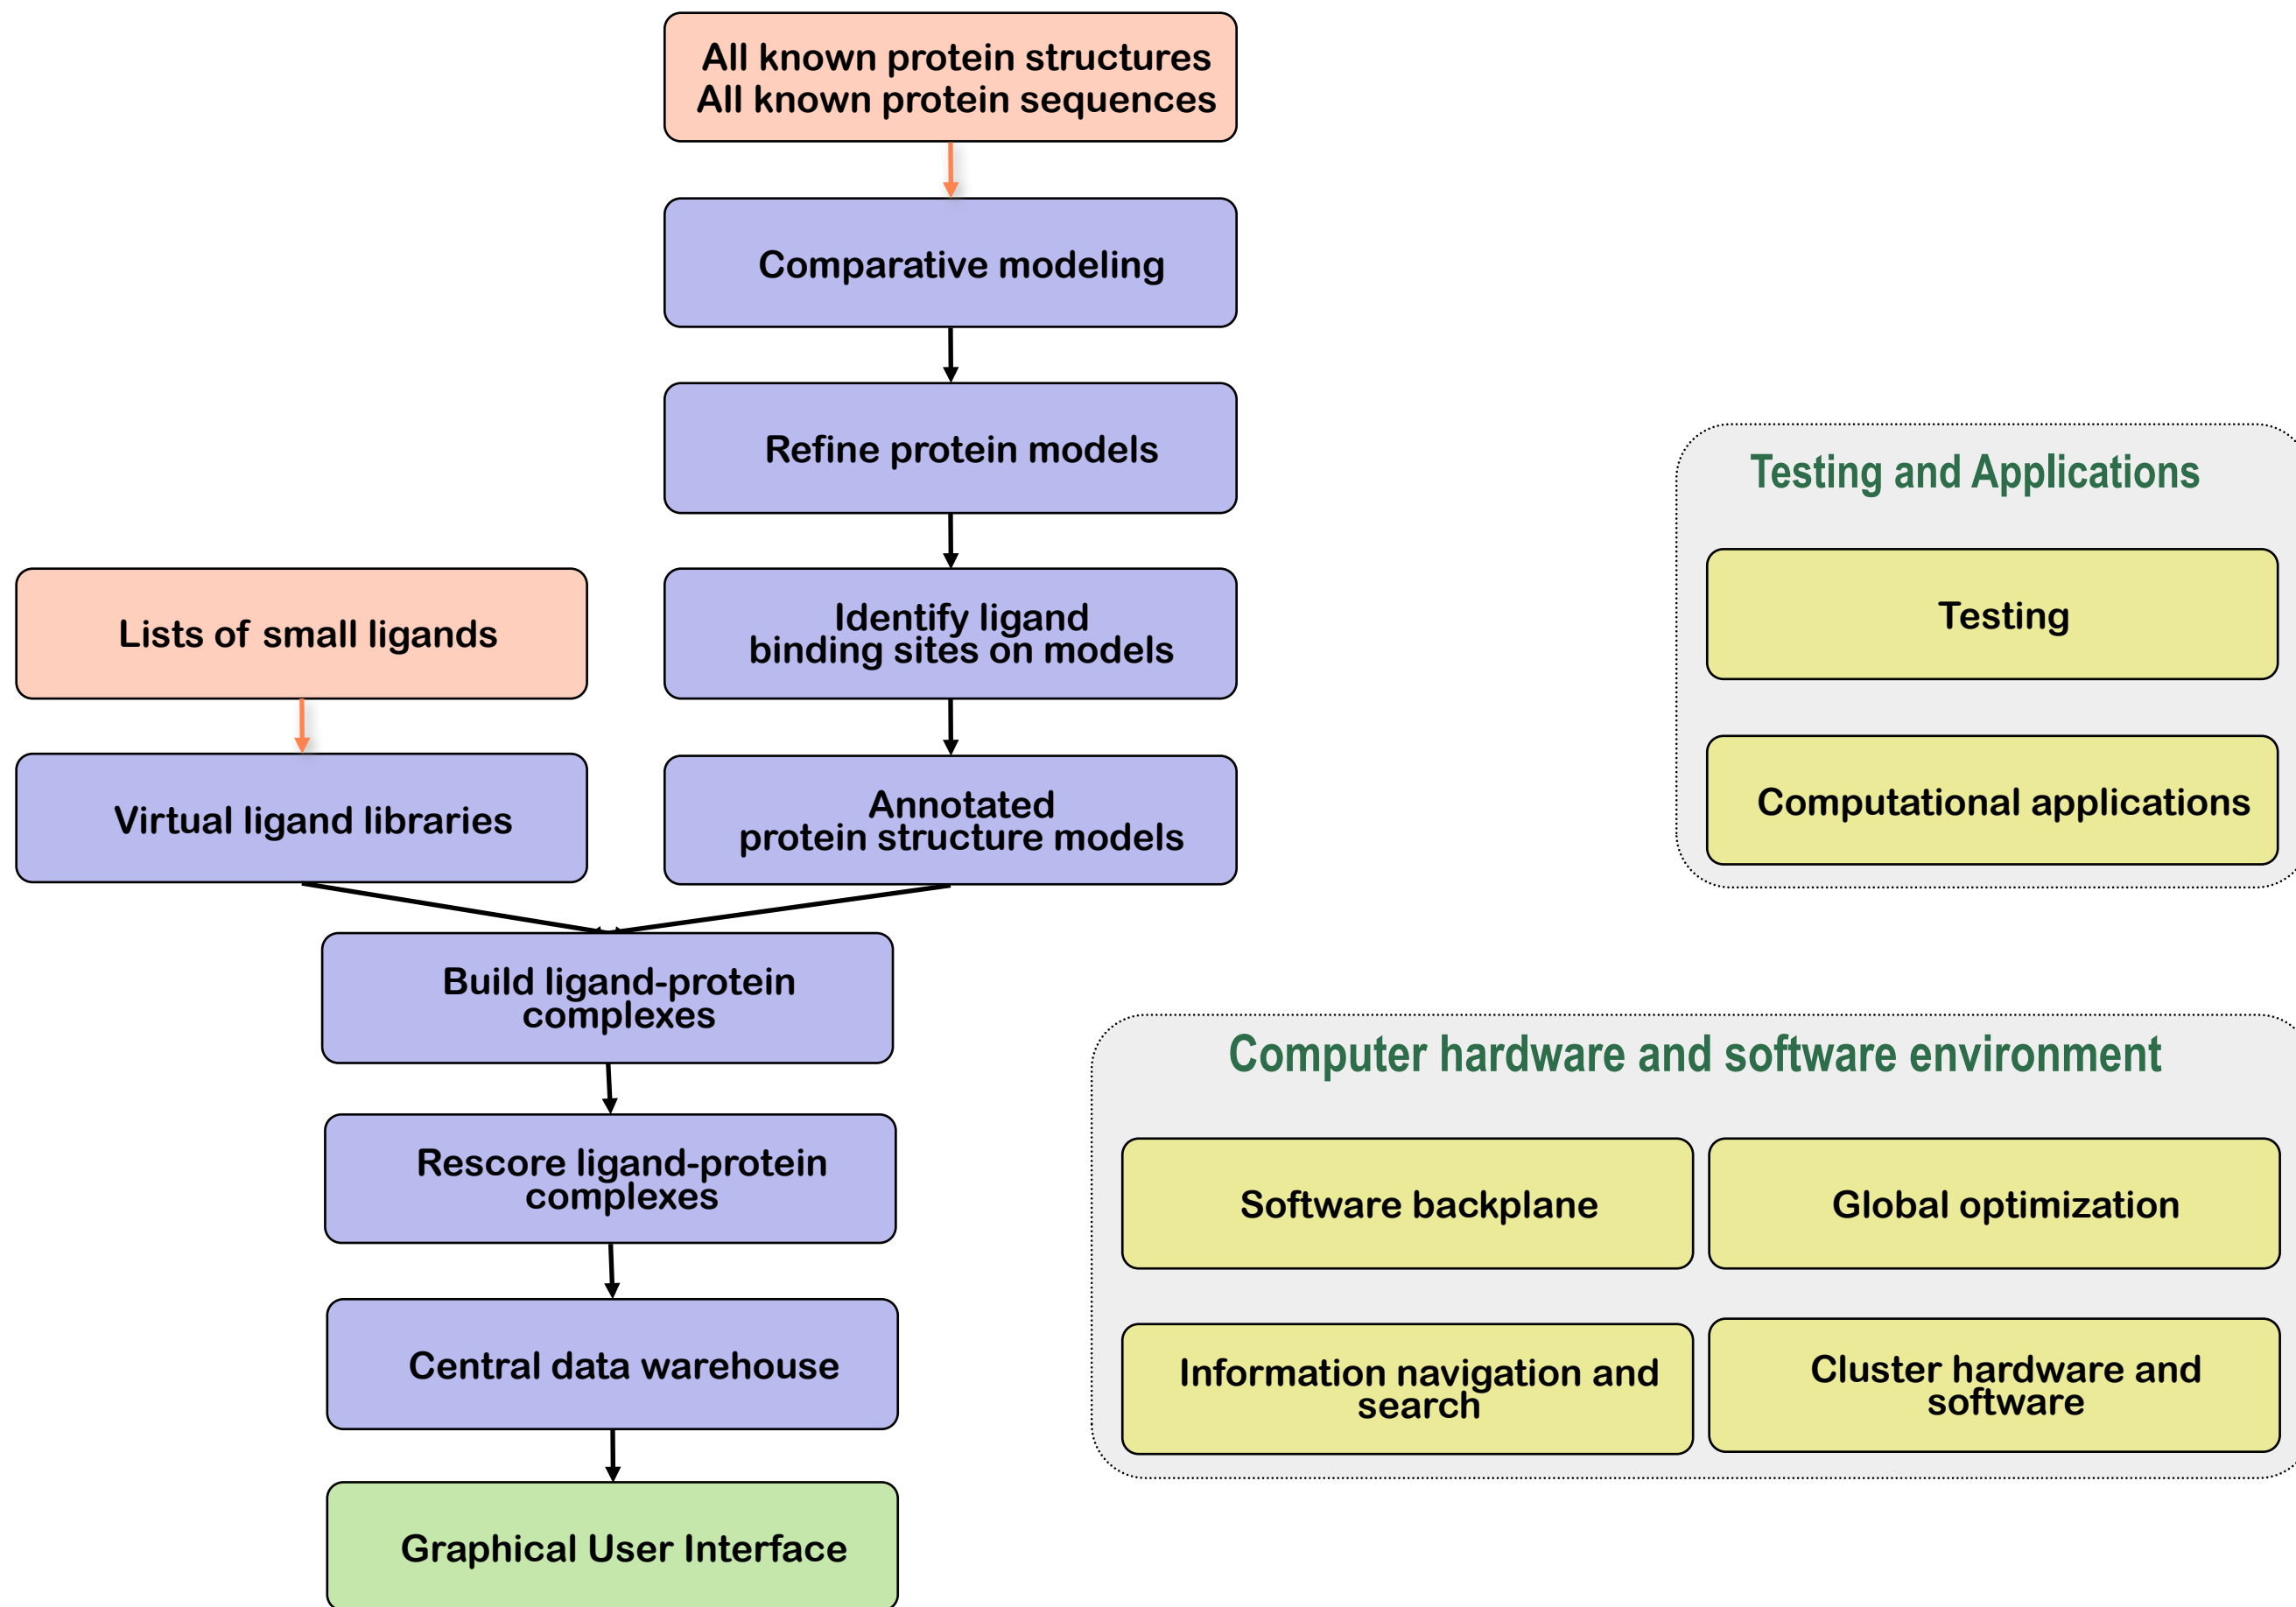 All known protein structures
All known protein sequences
Comparative modeling
Refine protein models
Identify ligand
binding sites on models
Lists of small ligands
Virtual ligand libraries
Annotated
protein structure models
Build ligand-protein
complexes
Rescore ligand-protein
complexes
Central data warehouse
Graphical User Interface
Testing and Applications
Testing
Computational applications
Computer hardware and software environment
Software backplane
Global optimization
Information navigation and
search
Cluster hardware and
software